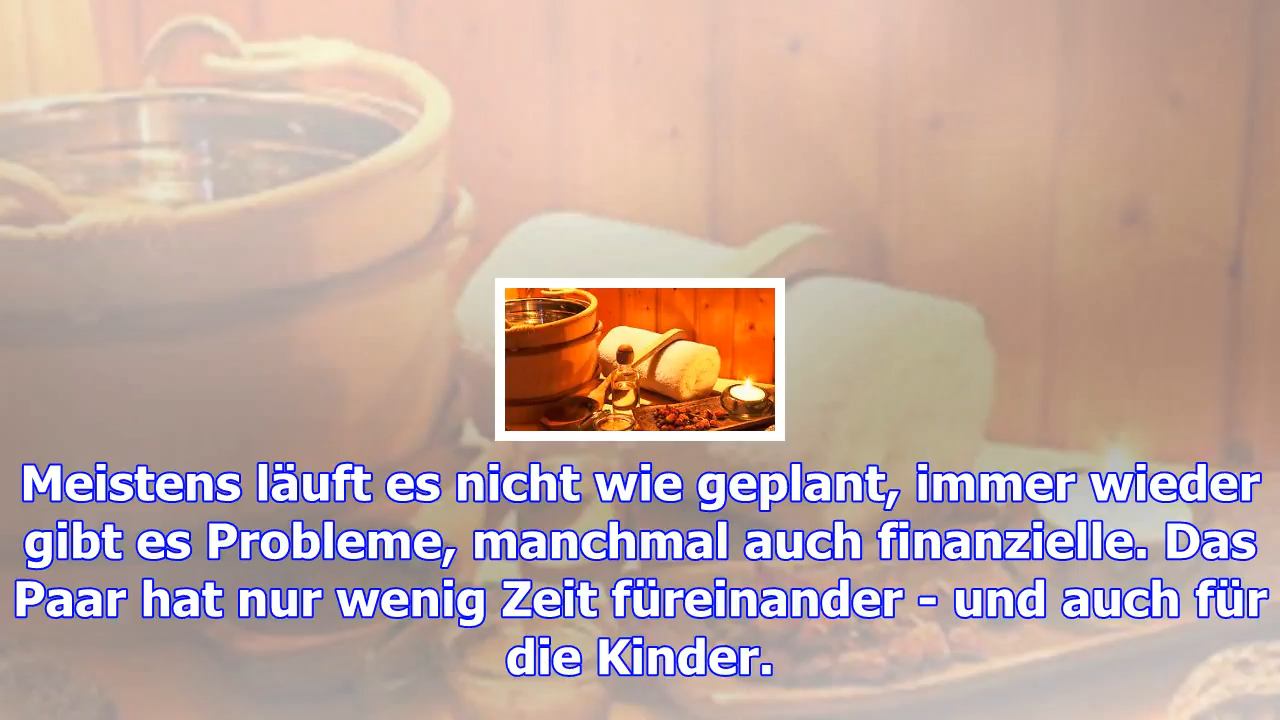 Meistens läuft es nicht wie geplant, immer wieder
gibt es Probleme, manchmal auch finanzielle. Das
Paar hat nur wenig Zeit füreinander - und auch für
die Kinder.